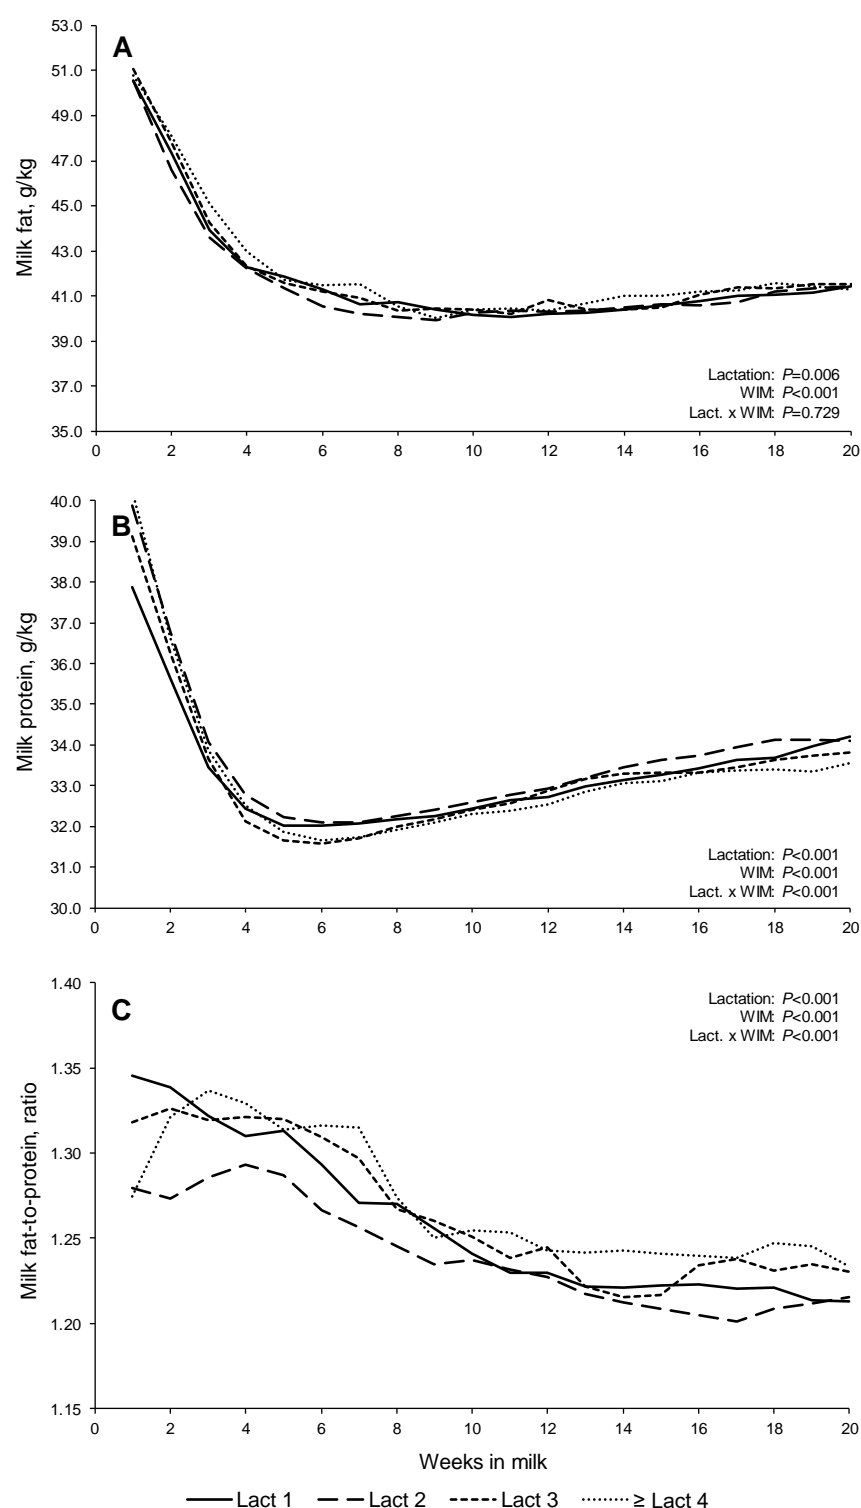 A
Milk fat, g/kg
53.0
51.0
49.0
47.0
45.0
43.0
41.0
39.0
37.0
35.0
Lactation: P=0.006
WIM: P<0.001
Lact. x WIM: P=0.729
0 2 4 6 8 10 12 14 16 18 20
B
Milk protein, g/kg
40.0
39.0
38.0
37.0
36.0
35.0
34.0
33.0
32.0
31.0
30.0
Lactation: P<0.001
WIM: P<0.001
Lact. x WIM: P<0.001
0 2 4 6 8 10 12 14 16 18 20
C
Milk fat-to-protein, ratio
1.40
1.35
1.30
1.25
1.20
1.15
Lactation: P<0.001
WIM: P<0.001
Lact. x WIM: P<0.001
0 2 4 6 8 10 12 14 16 18 20
Weeks in milk
Lact 1 Lact 2 Lact 3 ≥ Lact 4